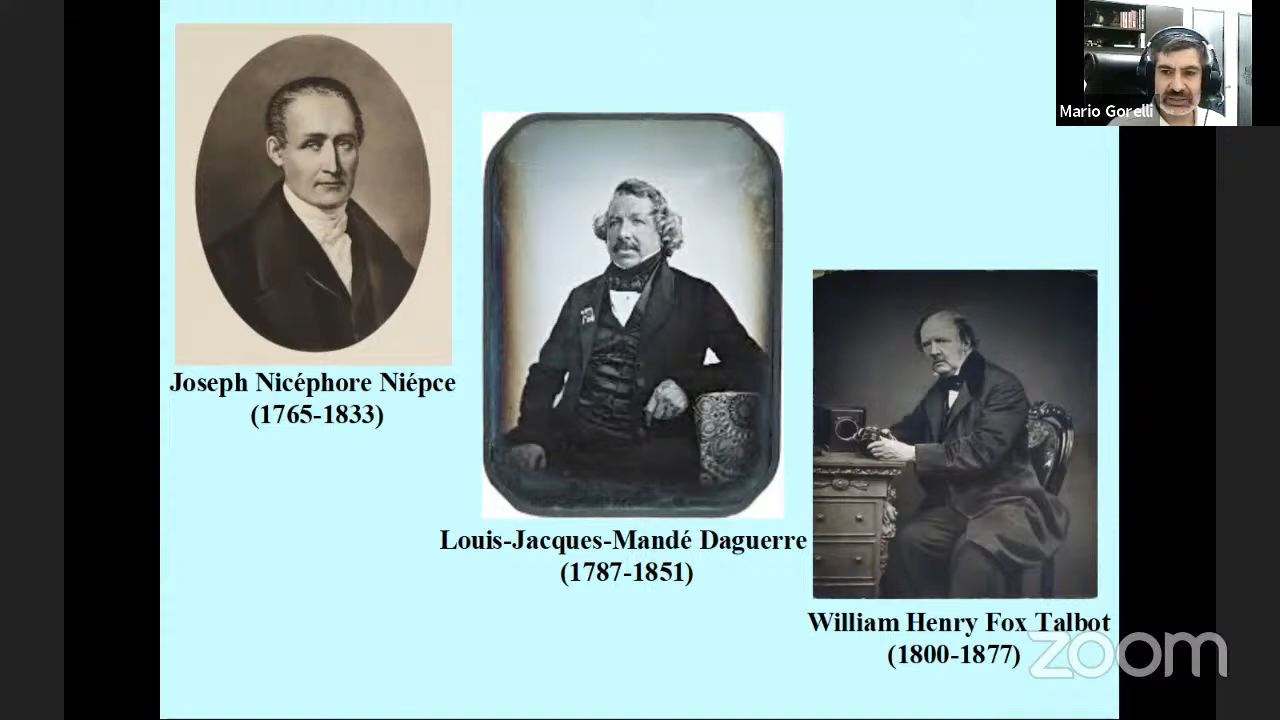 Mario Gorelli
Joseph Nicéphore Niépce
(1765-1833)
Louis-Jacques-Mandé Daguerre
(1787-1851)
William Henry Fox Talbot
(1800-1877)
zoom